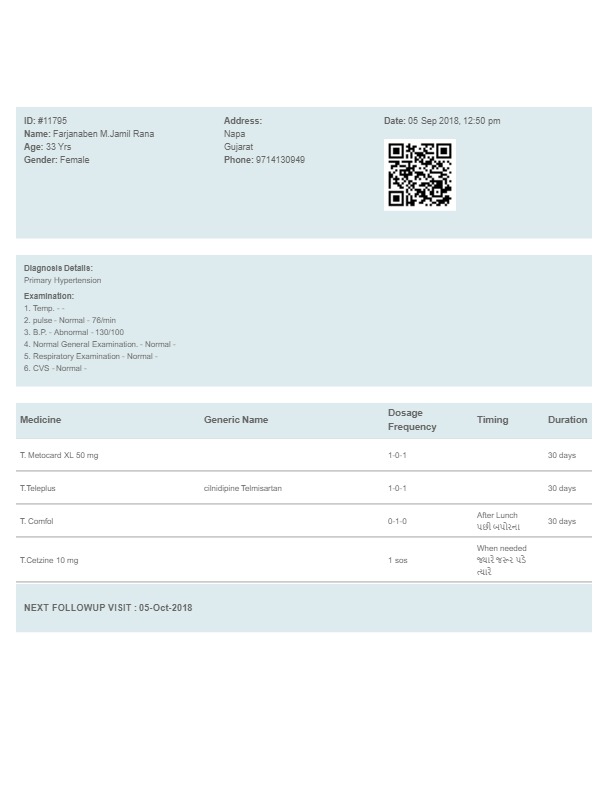 ID: #11795
Name: Farjanaben M.Jamil Rana
Age: 33 Yrs
Gender: Female
Address:
Napa
Gujarat
Phone: 9714130949
Date: 05 Sep 2018, 12:50 pm
Diagnosis Details:
Primary Hypertension
Examination:
1. Temp. - -
2. pulse - Normal - 76/min
3. B.P. - Abnormal - 130/100
4. Normal General Examination. - Normal -
5. Respiratory Examination - Normal -
6. CVS - Normal -
Medicine Generic Name Dosage Frequency Timing Duration
T. Metocard XL 50 mg 1-0-1 30 days
T.Teleplus cilnidipine Telmisartan 1-0-1 30 days
T. Comfol 0-1-0 After Lunch 30 days
પછી બપોરના
T.Cetzine 10 mg 1 sos When needed
જ્યારે જરૂર પડે
ત્યારે
NEXT FOLLOWUP VISIT : 05-Oct-2018